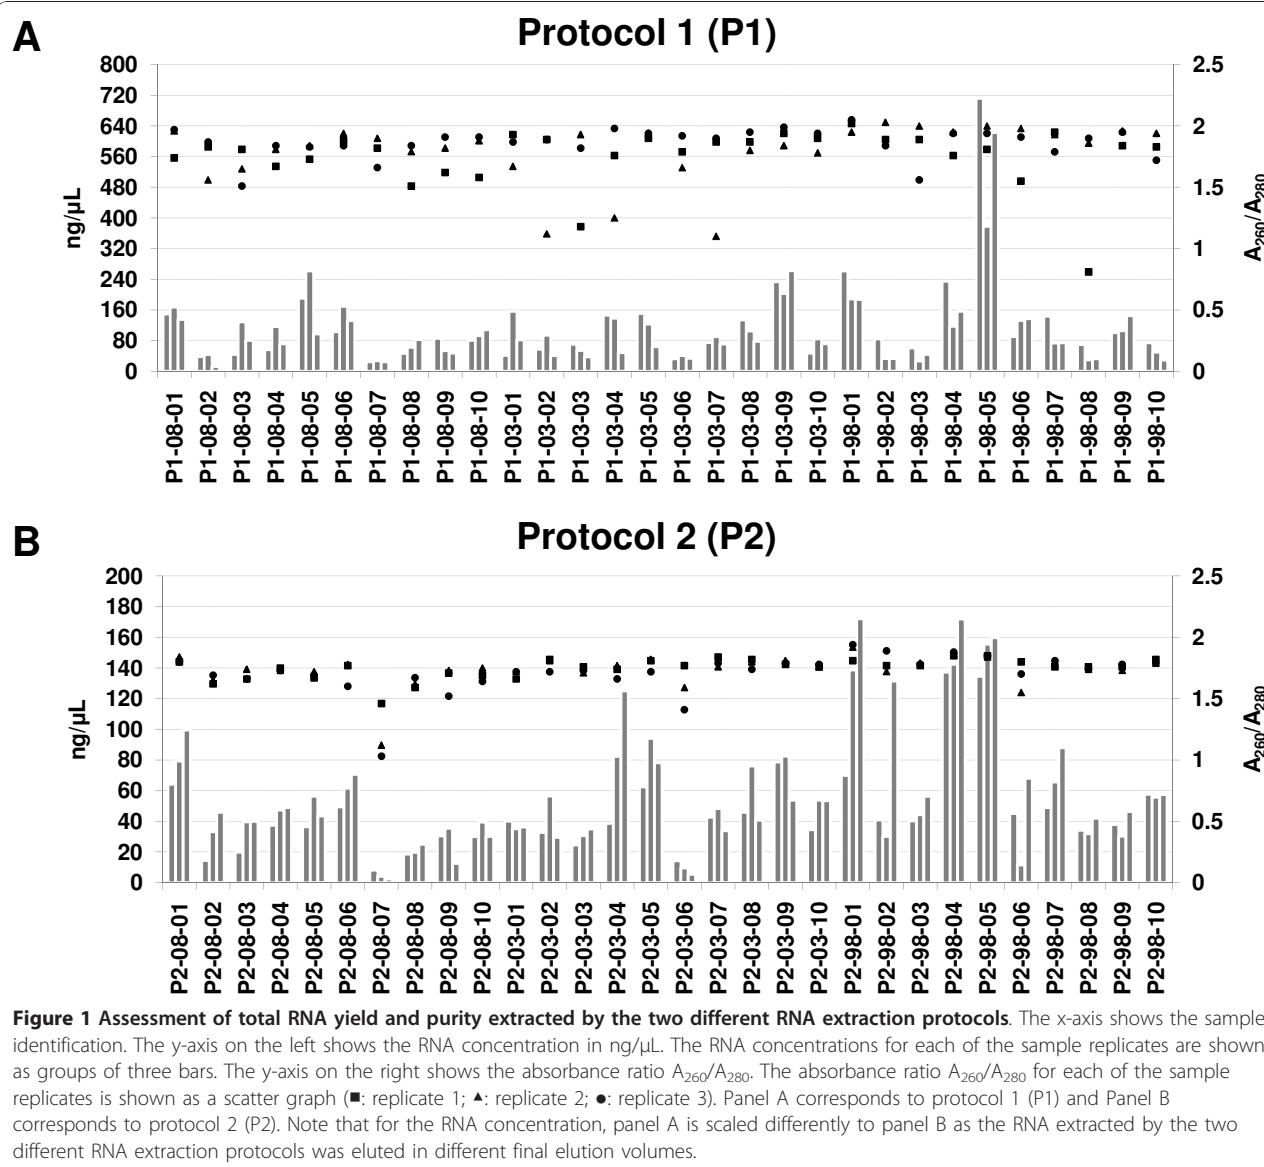 A
Protocol 1 (P1)
800
720
640
560
480
400
320
240
160
80
0
ng/µL
2.5
2
1.5
1
0.5
0
A260/A280
P1-08-01
P1-08-02
P1-08-03
P1-08-04
P1-08-05
P1-08-06
P1-08-07
P1-08-08
P1-08-09
P1-08-10
P1-03-01
P1-03-02
P1-03-03
P1-03-04
P1-03-05
P1-03-06
P1-03-07
P1-03-08
P1-03-09
P1-03-10
P1-98-01
P1-98-02
P1-98-03
P1-98-04
P1-98-05
P1-98-06
P1-98-07
P1-98-08
P1-98-09
P1-98-10
B
Protocol 2 (P2)
200
180
160
140
120
100
80
60
40
20
0
ng/µL
2.5
2
1.5
1
0.5
0
A260/A280
P2-08-01
P2-08-02
P2-08-03
P2-08-04
P2-08-05
P2-08-06
P2-08-07
P2-08-08
P2-08-09
P2-08-10
P2-03-01
P2-03-02
P2-03-03
P2-03-04
P2-03-05
P2-03-06
P2-03-07
P2-03-08
P2-03-09
P2-03-10
P2-98-01
P2-98-02
P2-98-03
P2-98-04
P2-98-05
P2-98-06
P2-98-07
P2-98-08
P2-98-09
P2-98-10
Figure 1 Assessment of total RNA yield and purity extracted by the two different RNA extraction protocols. The x-axis shows the sample
identification. The y-axis on the left shows the RNA concentration in ng/µL. The RNA concentrations for each of the sample replicates are shown
as groups of three bars. The y-axis on the right shows the absorbance ratio A260/A280. The absorbance ratio A260/A280 for each of the sample
replicates is shown as a scatter graph (■: replicate 1; ▲: replicate 2; ●: replicate 3). Panel A corresponds to protocol 1 (P1) and Panel B
corresponds to protocol 2 (P2). Note that for the RNA concentration, panel A is scaled differently to panel B as the RNA extracted by the two
different RNA extraction protocols was eluted in different final elution volumes.